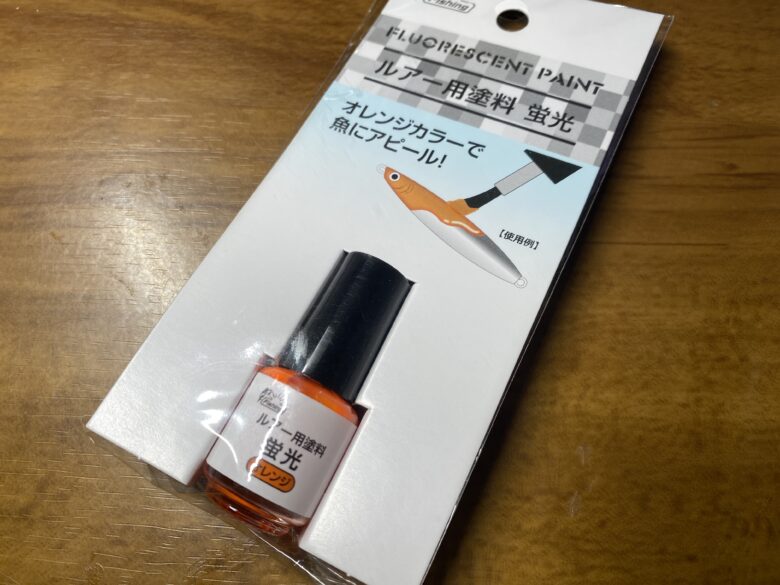 Fishing
FLUORESCENT PAINT
ルアー用塗料 蛍光
オレンジカラーで
魚にアピール!
【使用例】
ルアー用塗料
蛍光
オレンジ